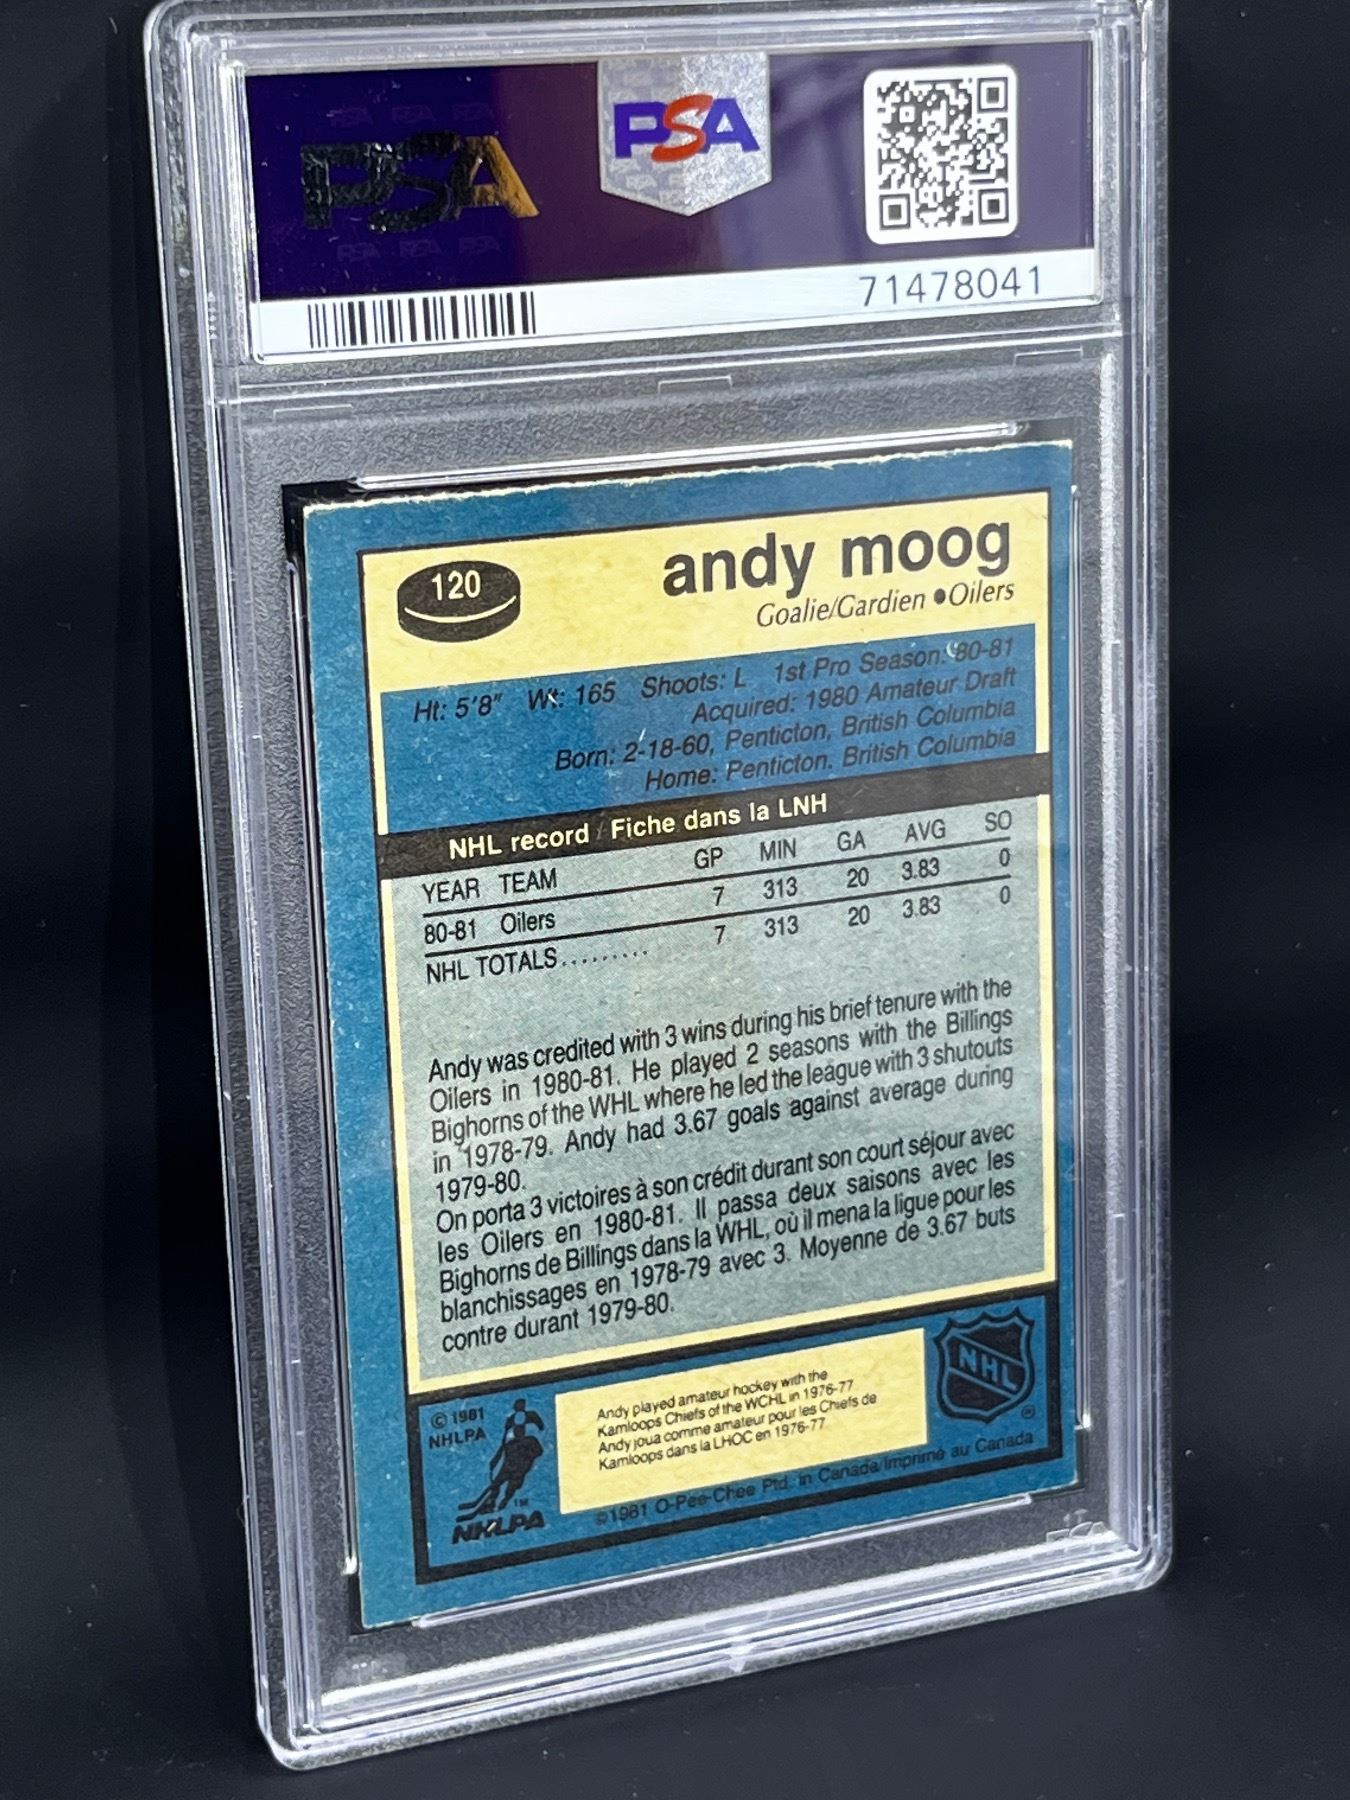 PSA
PSA
71478041
120
andy moog
Goalie/Gardien ●Oilers
Ht: 5'8" Wt: 165 Shoots: L 1st Pro Season: '80-81
Acquired: 1980 Amateur Draft
Born: 2-18-60, Penticton, British Columbia
Home: Penticton. British Columbia
NHL record / Fiche dans la LNH
YEAR TEAM GP MIN GA AVG SO
80-81 Oilers 7 313 20 3.83 0
NHL TOTALS......... 7 313 20 3.83 0
Andy was credited with 3 wins during his brief tenure with the
Oilers in 1980-81. He played 2 seasons with the Billings
Bighorns of the WHL where he led the league with 3 shutouts
in 1978-79. Andy had 3.67 goals against average during
1979-80.
On porta 3 victoires à son crédit durant son court séjour avec
les Oilers en 1980-81. Il passa deux saisons avec les
Bighorns de Billings dans la WHL, où il mena la ligue pour les
blanchissages en 1978-79 avec 3. Moyenne de 3.67 buts
contre durant 1979-80.
© 1981
NHLPA
TM
NHLPA
Andy played amateur hockey with the
Kamloops Chiefs of the WCHL in 1976-77
Andy joua comme amateur pour les Chiefs de
Kamloops dans la LHOC en 1976-77
NHL
®
©1981 O-Pee-Chee Ptd. in Canada/Imprimé au Canada
PSA